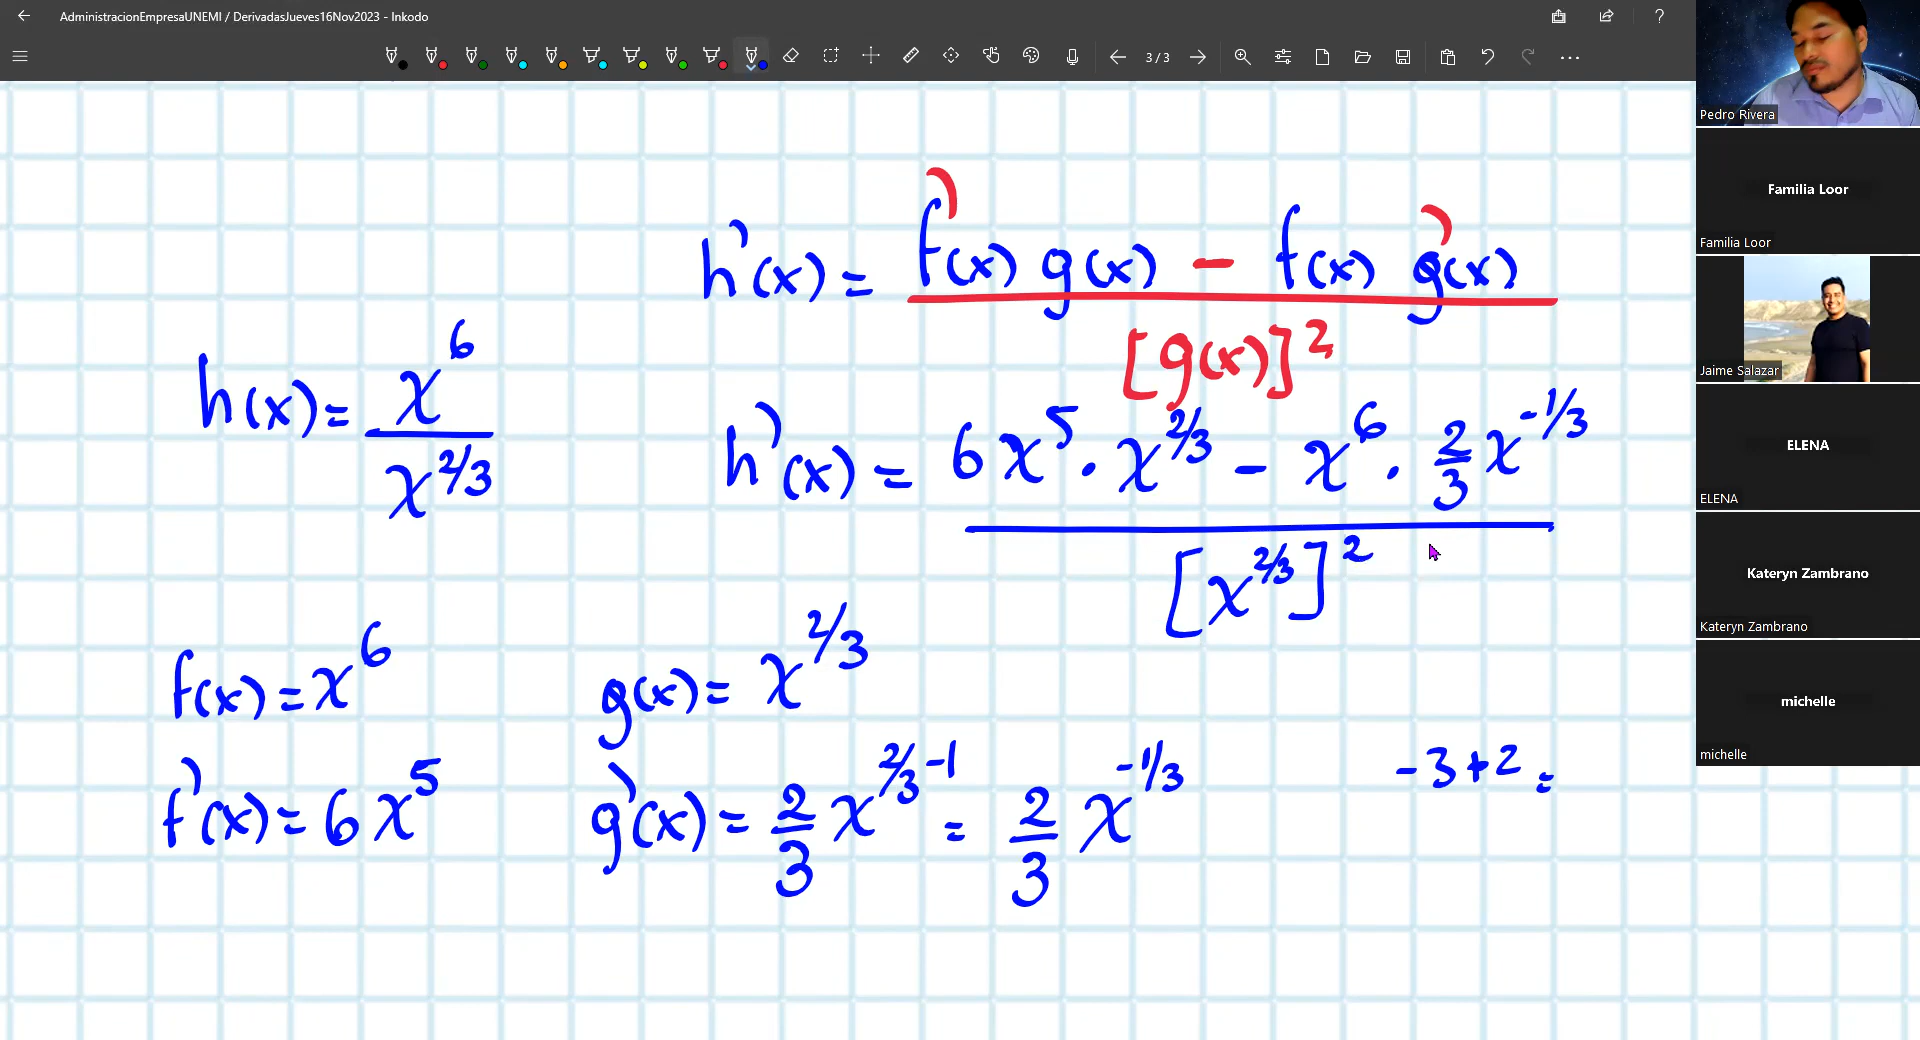 AdministracionEmpresaUNEMI / DerivadasJueves16Nov2023 - Inkodo
3 / 3
h'(x) = f'(x) g(x) - f(x) g'(x)
[g(x)]²
h(x) = x⁶
x^2/3
h'(x) = 6x⁵ · x^2/3 - x⁶ · 2/3 x^-1/3
[x^2/3]²
f(x) = x⁶
g(x) = x^2/3
f'(x) = 6x⁵
g'(x) = 2/3 x^2/3-1 = 2/3 x^-1/3
-3+2 =
Pedro Rivera
Familia Loor
Familia Loor
Jaime Salazar
ELENA
ELENA
Kateryn Zambrano
Kateryn Zambrano
michelle
michelle